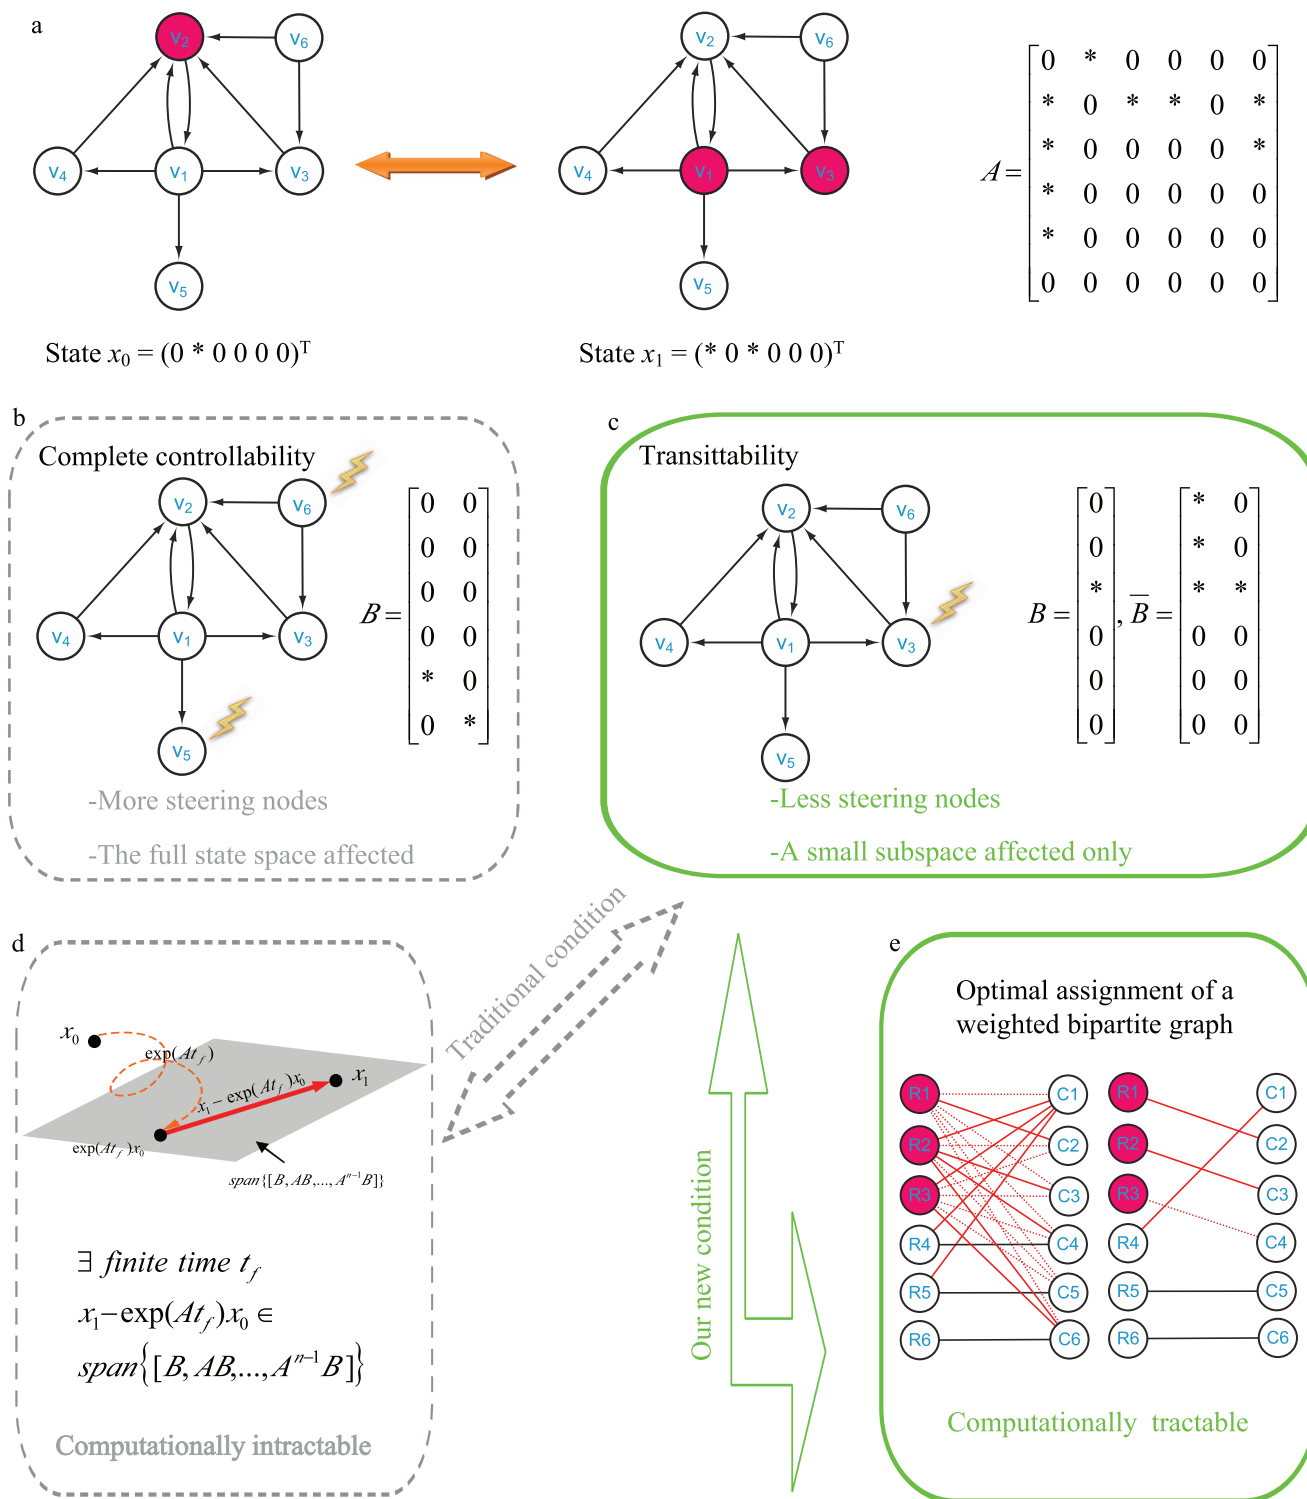 a
v2 v6 v2 v6
v4 v1 v3 v4 v1 v3
v5 v5
A =
0 * 0 0 0 0
* 0 * * 0 *
* 0 0 0 0 *
* 0 0 0 0 0
* 0 0 0 0 0
0 0 0 0 0 0
State x0 = (0 * 0 0 0 0)T
State x1 = (* 0 * 0 0 0)T
b
Complete controllability
v2 v6
v4 v1 v3
v5
B =
0 0
0 0
0 0
0 0
* 0
0 *
-More steering nodes
-The full state space affected
c
Transittability
v2 v6
v4 v1 v3
v5
B =
0
0
*
0
0
0
, B̅ =
* 0
* 0
* *
0 0
0 0
0 0
-Less steering nodes
-A small subspace affected only
Traditional condition
Our new condition
d
x0
exp(Atf)
x1 − exp(Atf)x0
x1
exp(Atf)x0
span{[B, AB,..., Aⁿ⁻¹B]}
∃ finite time tf
x1−exp(Atf)x0 ∈
span{[B, AB,..., Aⁿ⁻¹B]}
Computationally intractable
e
Optimal assignment of a
weighted bipartite graph
R1 C1 R1 C1
R2 C2 R2 C2
R3 C3 R3 C3
R4 C4 R4 C4
R5 C5 R5 C5
R6 C6 R6 C6
Computationally tractable